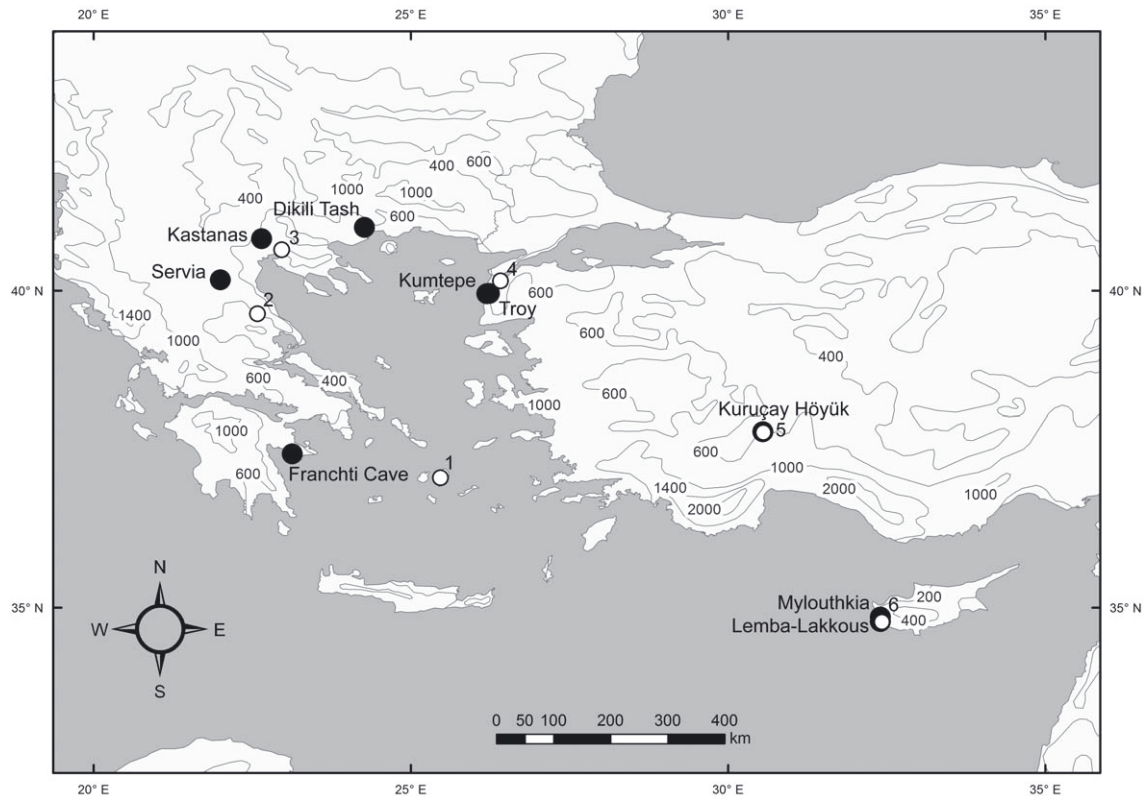 20° E 25° E 30° E 35° E
400 600
1000
400 1000
Dikili Tash 600
Kastanas 3
Servia
4
Kumtepe 600
40° N 40° N
Troy
2
1400
1000 600 400
600 400
1000 600
Kuruçay Höyük
5
1000 600
Franchti Cave 1 1000
600 1400 2000 1000
2000
N
W E
S
35° N 35° N
200
Mylouthkia 6
Lemba-Lakkous 400
0 50 100 200 300 400
km
20° E 25° E 30° E 35° E